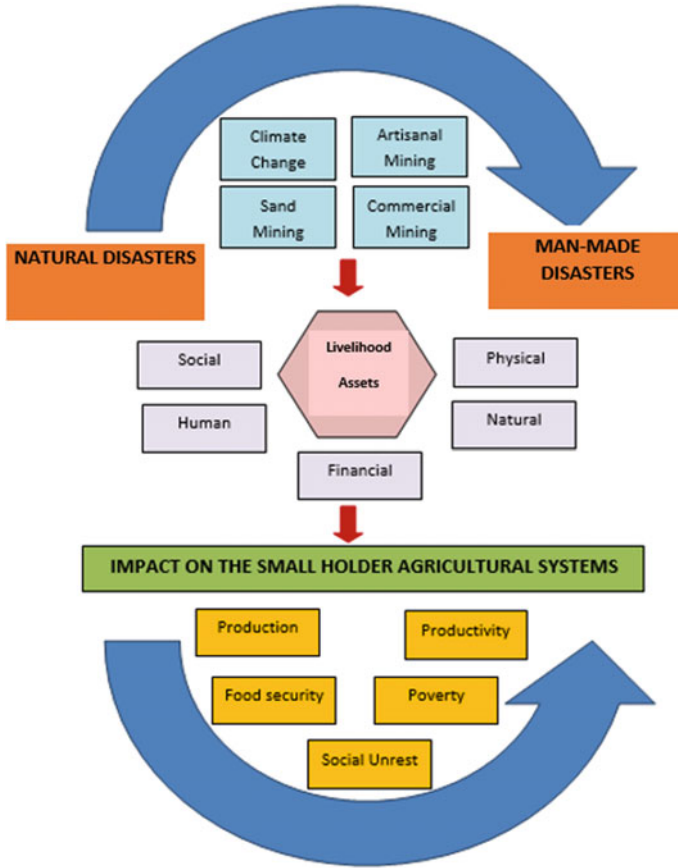 Climate
Change
Artisanal
Mining
Sand
Mining
Commercial
Mining
NATURAL DISASTERS
MAN-MADE
DISASTERS
Livelihood
Assets
Social
Physical
Human
Natural
Financial
IMPACT ON THE SMALL HOLDER AGRICULTURAL SYSTEMS
Production
Productivity
Food security
Poverty
Social Unrest